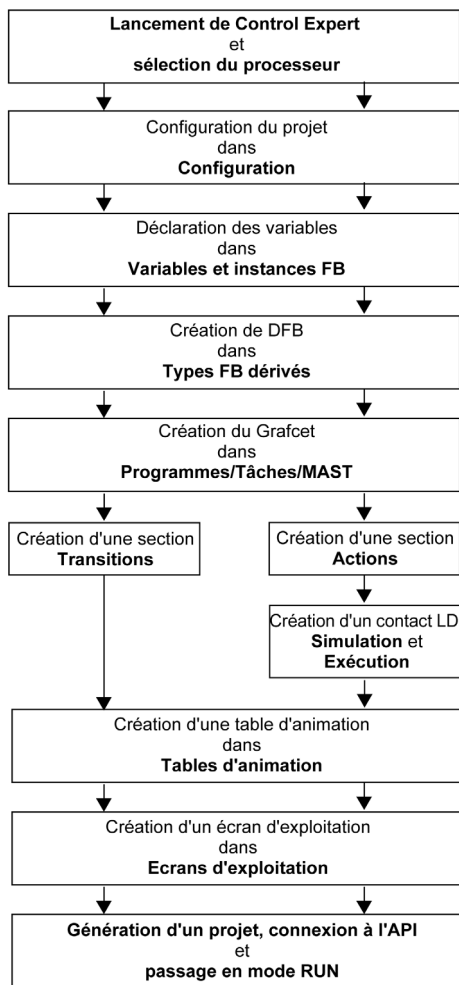 Lancement de Control Expert
et
sélection du processeur
Configuration du projet
dans
Configuration
Déclaration des variables
dans
Variables et instances FB
Création de DFB
dans
Types FB dérivés
Création du Grafcet
dans
Programmes/Tâches/MAST
Création d'une section
Transitions
Création d'une section
Actions
Création d'un contact LD
Simulation et
Exécution
Création d'une table d'animation
dans
Tables d'animation
Création d'un écran d'exploitation
dans
Ecrans d'exploitation
Génération d'un projet, connexion à l'API
et
passage en mode RUN